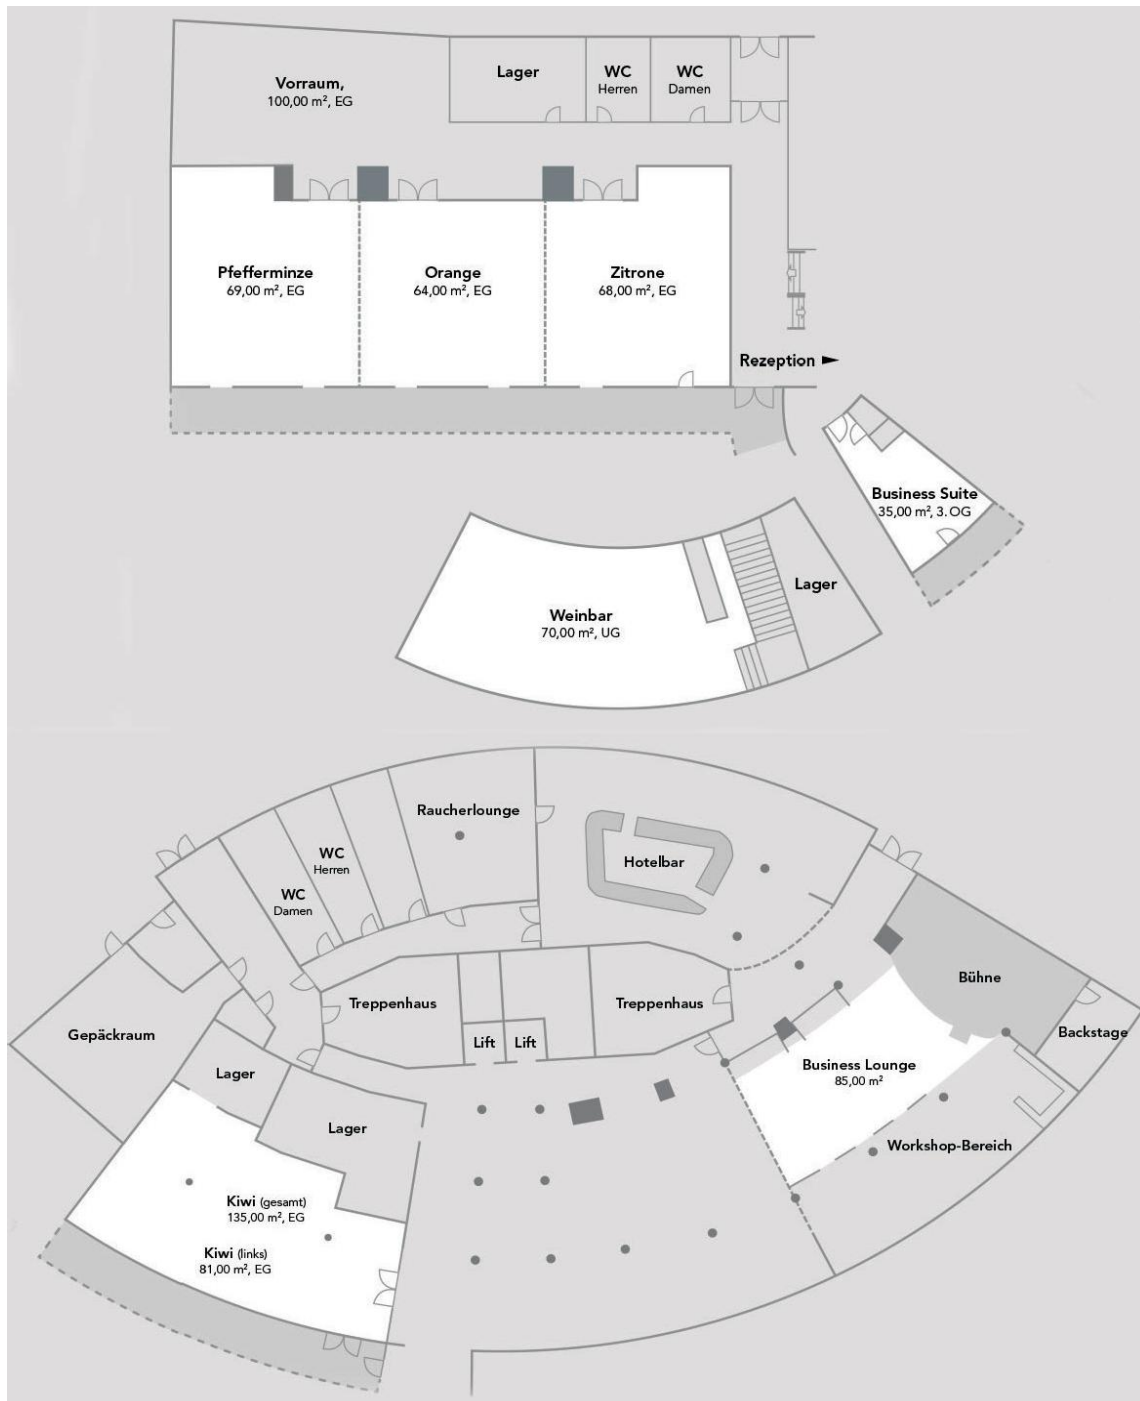 Vorraum,
100,00 m², EG
Lager
WC
Herren
WC
Damen
Pfefferminze
69,00 m², EG
Orange
64,00 m², EG
Zitrone
68,00 m², EG
Rezeption
Business Suite
35,00 m², 3. OG
Lager
Weinbar
70,00 m², UG
Raucherlounge
Hotelbar
WC
Herren
WC
Damen
Bühne
Treppenhaus
Treppenhaus
Gepäckraum
Backstage
Lift
Lift
Lager
Business Lounge
85,00 m²
Lager
Workshop-Bereich
Kiwi (gesamt)
135,00 m², EG
Kiwi (links)
81,00 m², EG